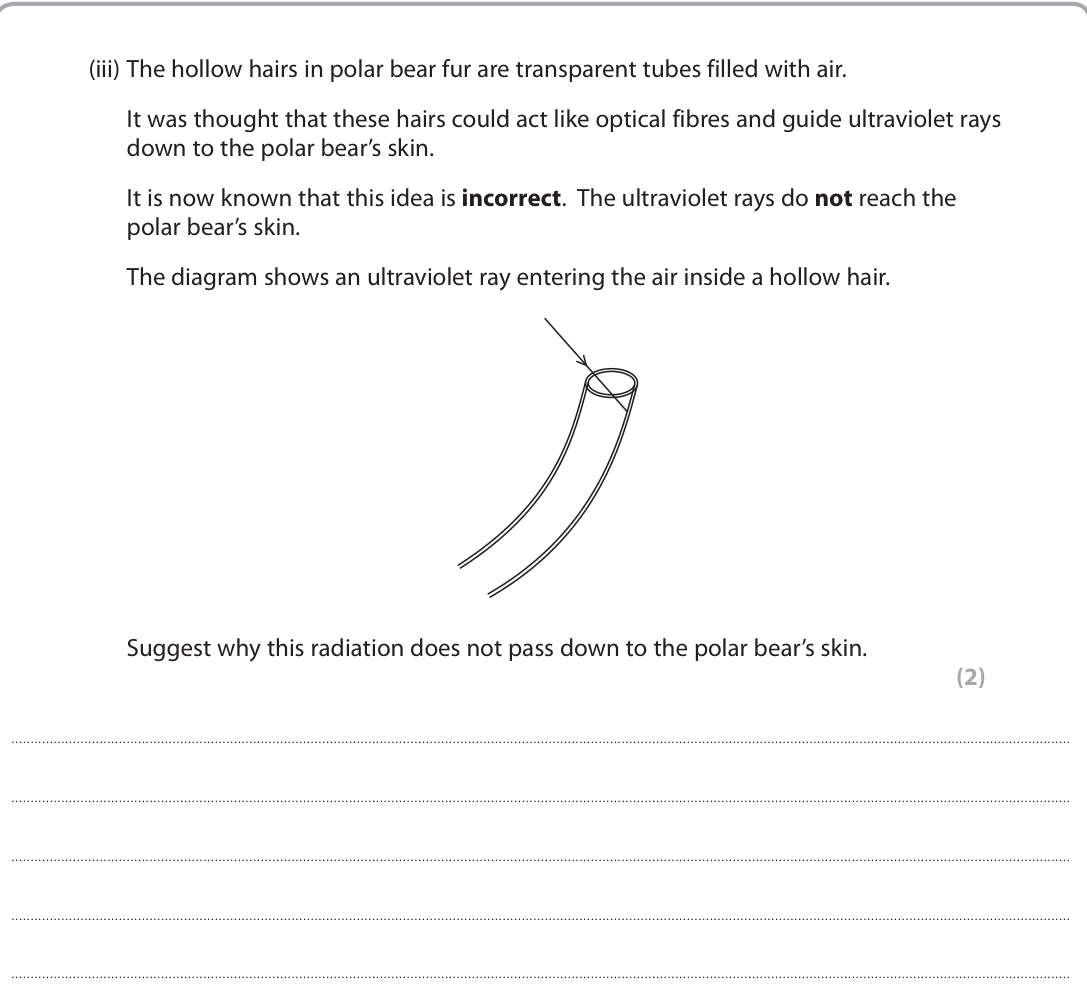 (iii) The hollow hairs in polar bear fur are transparent tubes filled with air.
It was thought that these hairs could act like optical fibres and guide ultraviolet rays
down to the polar bear’s skin.
It is now known that this idea is incorrect. The ultraviolet rays do not reach the
polar bear’s skin.
The diagram shows an ultraviolet ray entering the air inside a hollow hair.
Suggest why this radiation does not pass down to the polar bear’s skin.
(2)